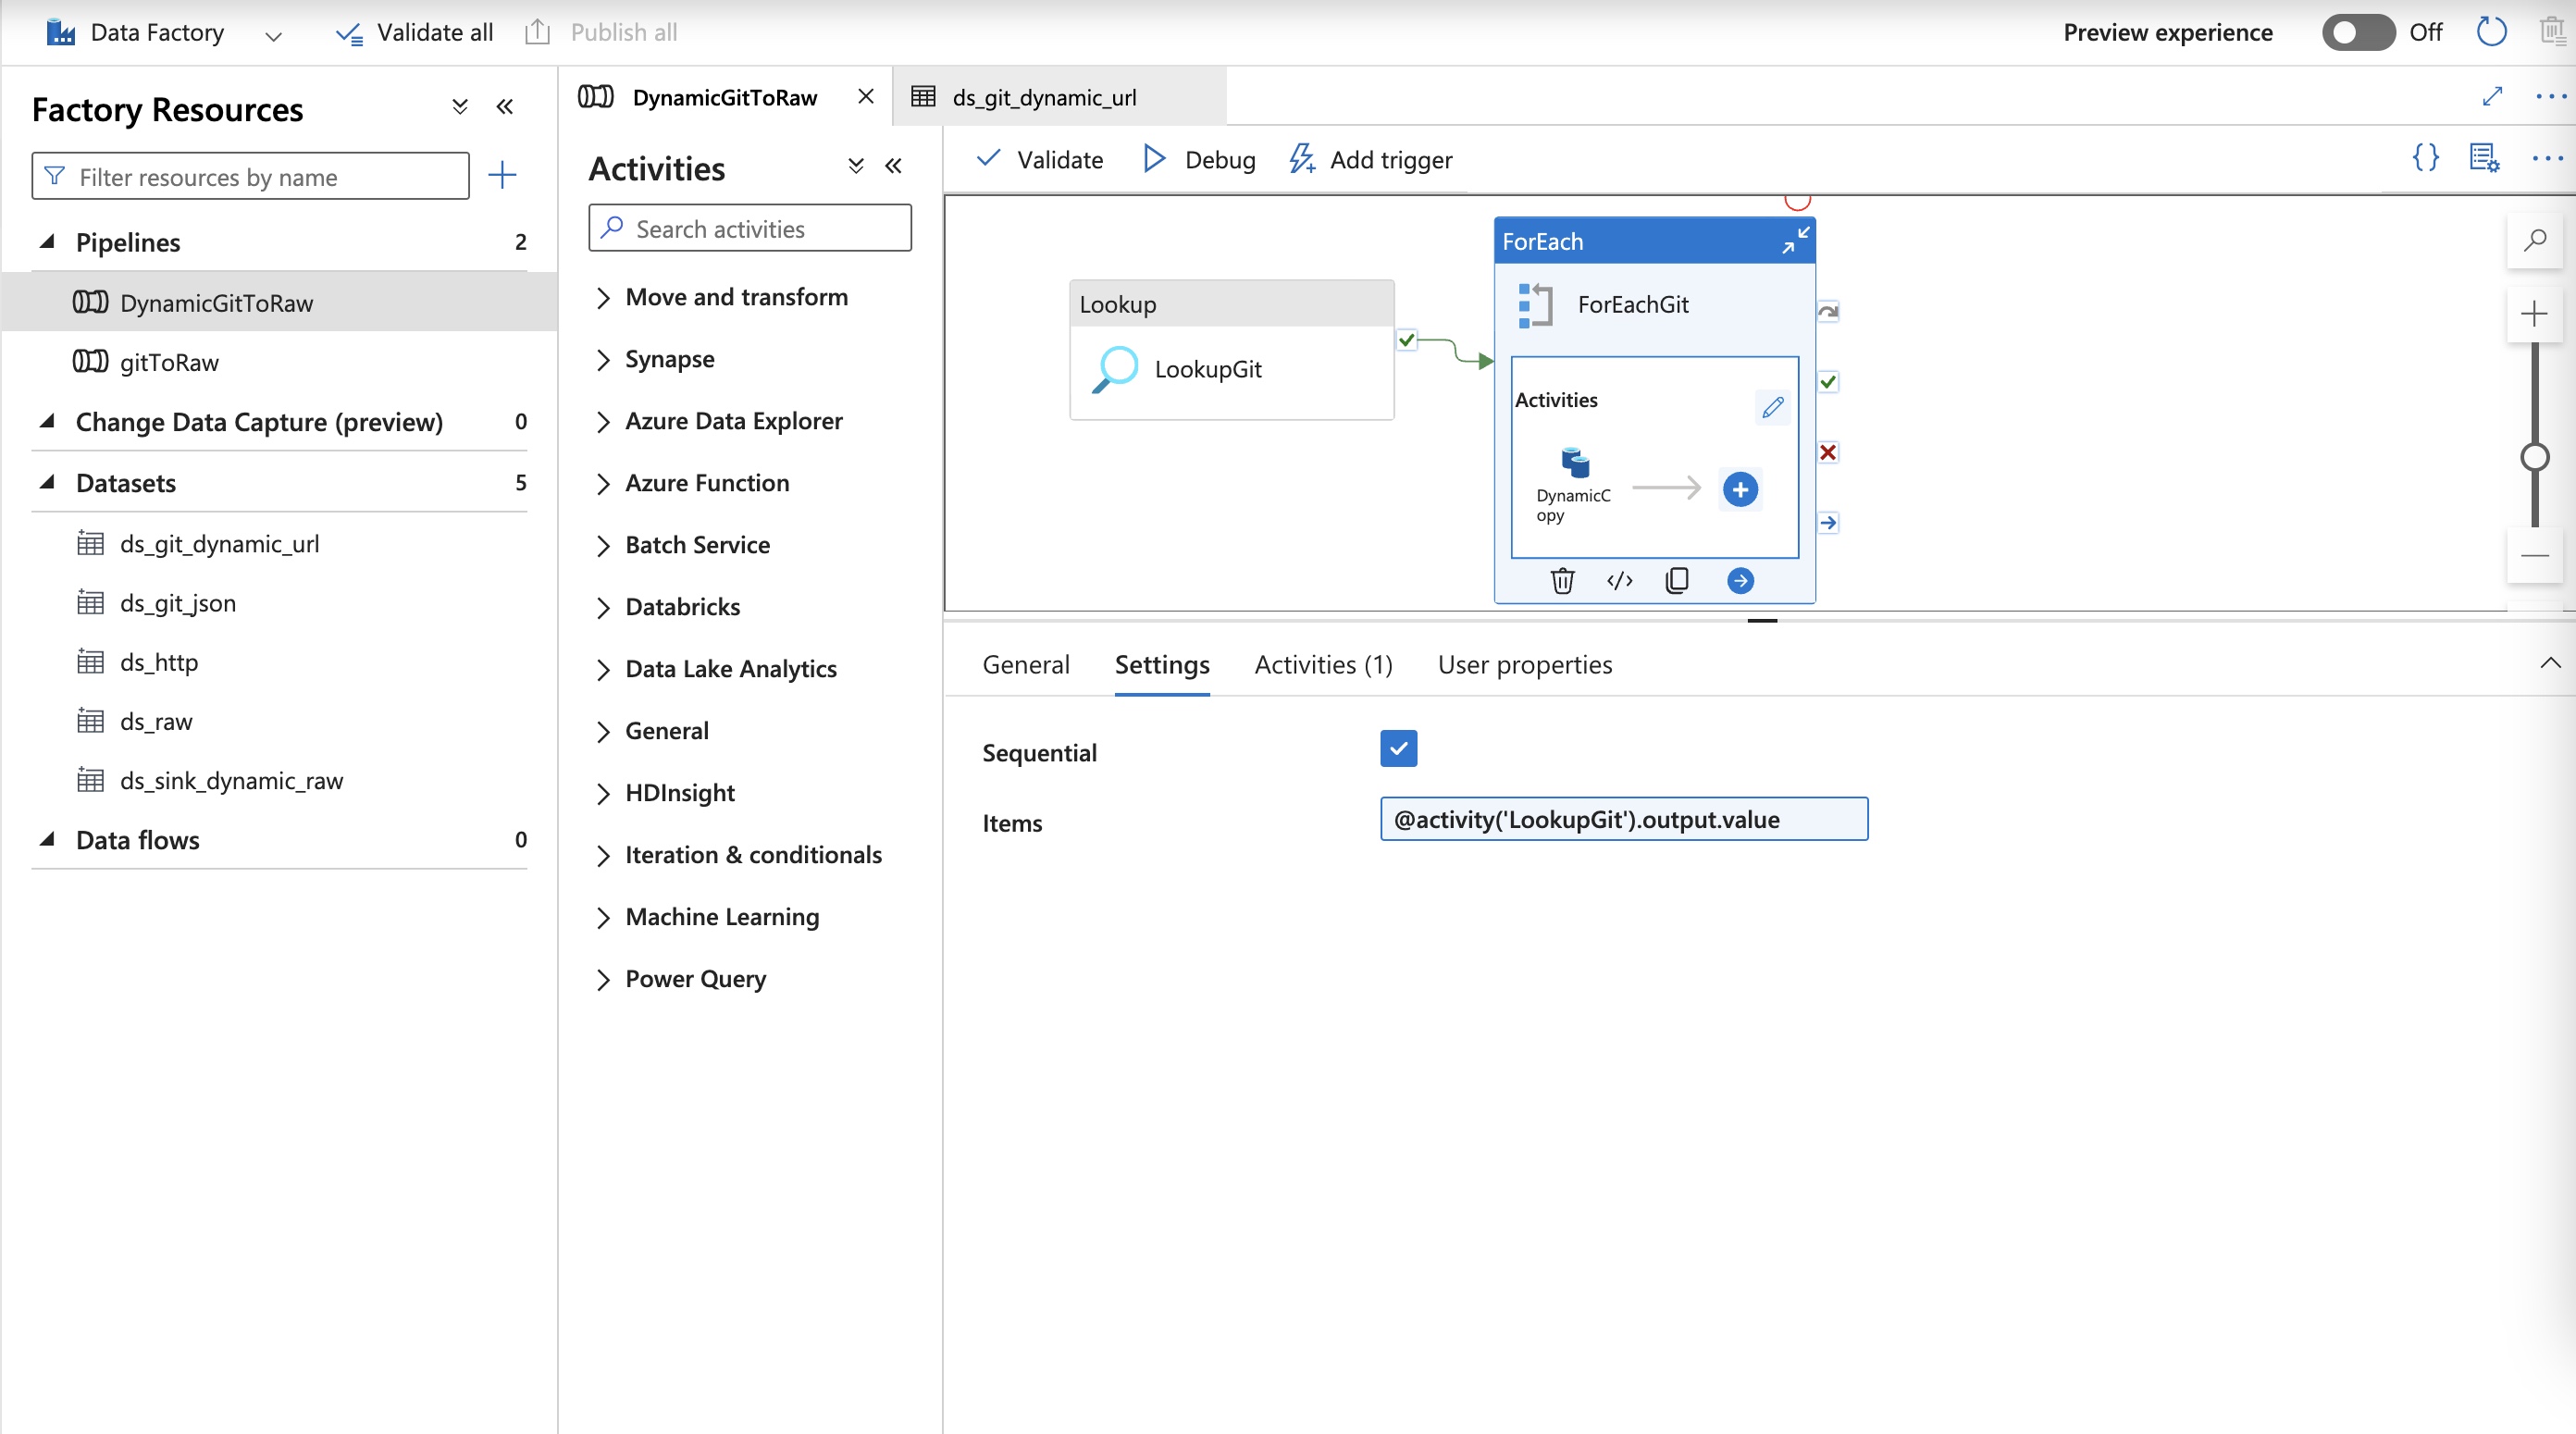 Data Factory
Validate all
Publish all
Preview experience
Off
Factory Resources
Filter resources by name
Pipelines 2
DynamicGitToRaw
gitToRaw
Change Data Capture (preview) 0
Datasets 5
ds_git_dynamic_url
ds_git_json
ds_http
ds_raw
ds_sink_dynamic_raw
Data flows 0
DynamicGitToRaw
ds_git_dynamic_url
Activities
Search activities
Move and transform
Synapse
Azure Data Explorer
Azure Function
Batch Service
Databricks
Data Lake Analytics
General
HDInsight
Iteration & conditionals
Machine Learning
Power Query
Validate
Debug
Add trigger
Lookup
LookupGit
ForEach
ForEachGit
Activities
DynamicC
opy
General
Settings
Activities (1)
User properties
Sequential
Items
@activity('LookupGit').output.value